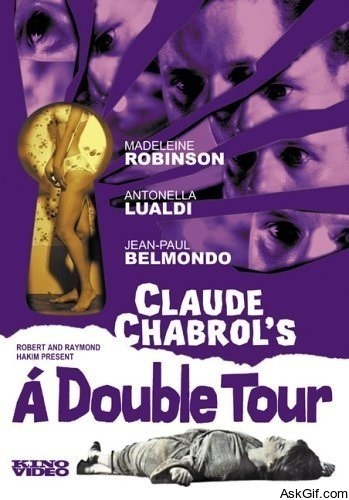 MADELEINE
ROBINSON
ANTONELLA
LUALDI
JEAN-PAUL
BELMONDO
CLAUDE
CHABROL'S
ROBERT AND RAYMOND
HAKIM PRESENT
Á DOUBLE TOUR
KINO
VIDEO
AskGif.com